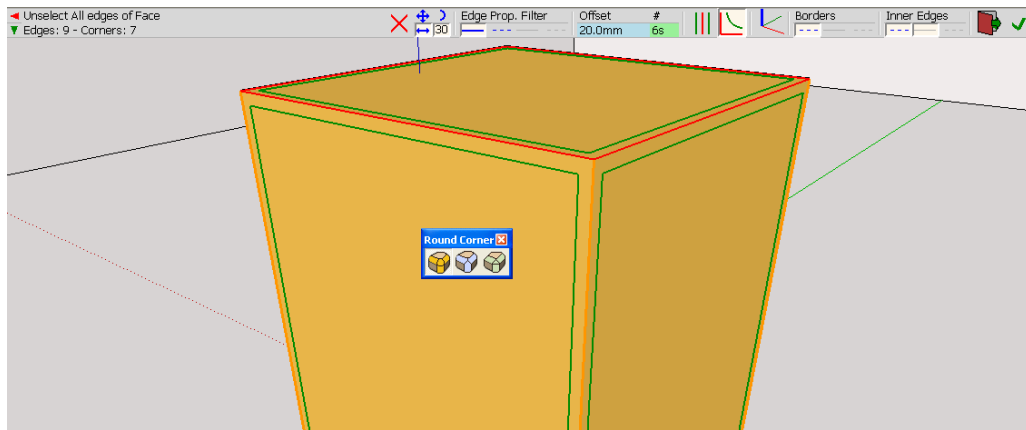 Unselect All edges of Face
Edges: 9 - Corners: 7
30
Edge Prop. Filter
Offset
20.0mm
#
6s
Borders
Inner Edges
Round Corner